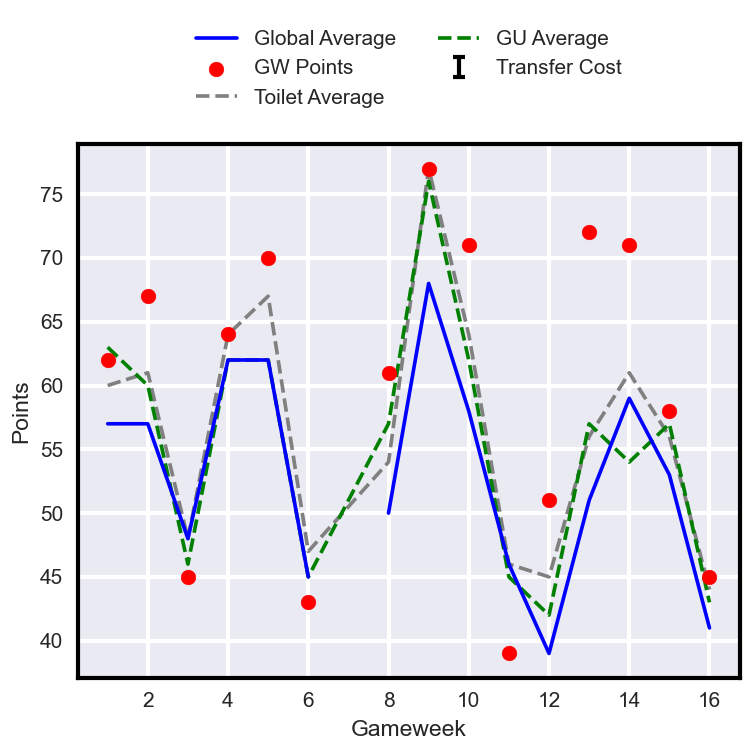 Global Average
GU Average
GW Points
Transfer Cost
Toilet Average
75
70
65
60
55
50
45
40
Points
2 4 6 8 10 12 14 16
Gameweek